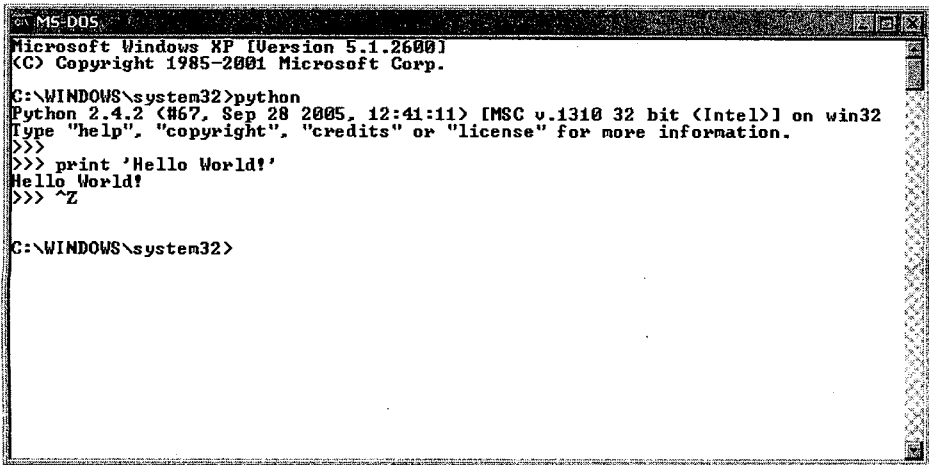 MS-DOS
Microsoft Windows XP [Version 5.1.2600]
(C) Copyright 1985-2001 Microsoft Corp.
C:\WINDOWS\system32>python
Python 2.4.2 (#67, Sep 28 2005, 12:41:11) [MSC v.1310 32 bit (Intel)] on win32
Type "help", "copyright", "credits" or "license" for more information.
>>>
>>> print 'Hello World!'
Hello World!
>>> ^Z
C:\WINDOWS\system32>